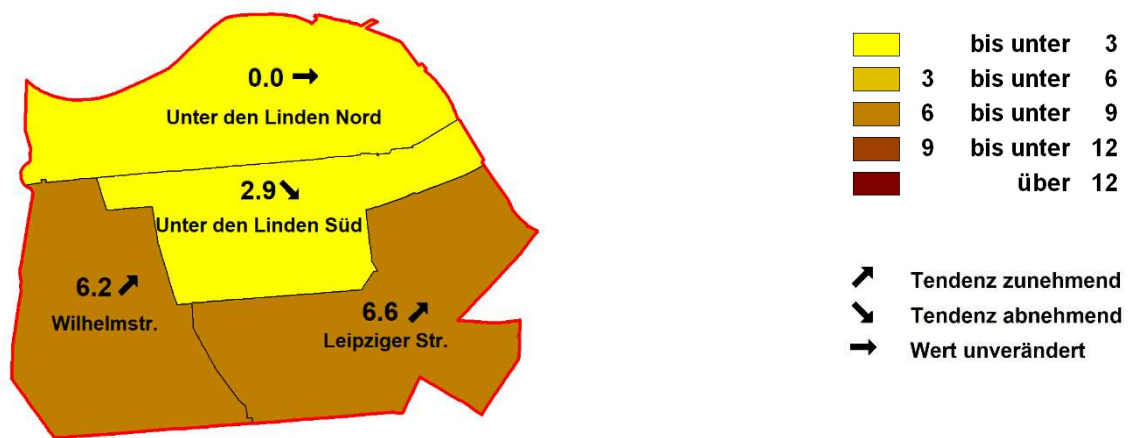 0.0 →
Unter den Linden Nord
2.9 ↘
Unter den Linden Süd
6.2 ↗
Wilhelmstr.
6.6 ↗
Leipziger Str.
bis unter 3
3 bis unter 6
6 bis unter 9
9 bis unter 12
über 12
↗ Tendenz zunehmend
↘ Tendenz abnehmend
→ Wert unverändert